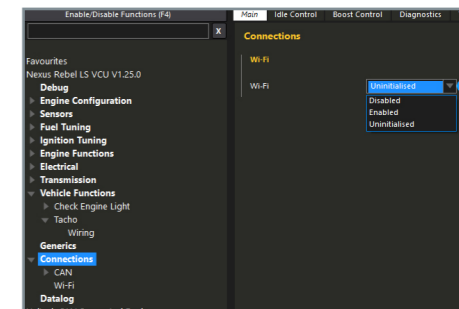 Enable/Disable Functions (F4)
X
Favourites
Nexus Rebel LS VCU V1.25.0
Debug
Engine Configuration
Sensors
Fuel Tuning
Ignition Tuning
Engine Functions
Electrical
Transmission
Vehicle Functions
Check Engine Light
Tacho
Wiring
Generics
Connections
CAN
Wi-Fi
Datalog
Main Idle Control Boost Control Diagnostics
Connections
Wi-Fi
Wi-Fi Uninitialised
Disabled
Enabled
Uninitialised